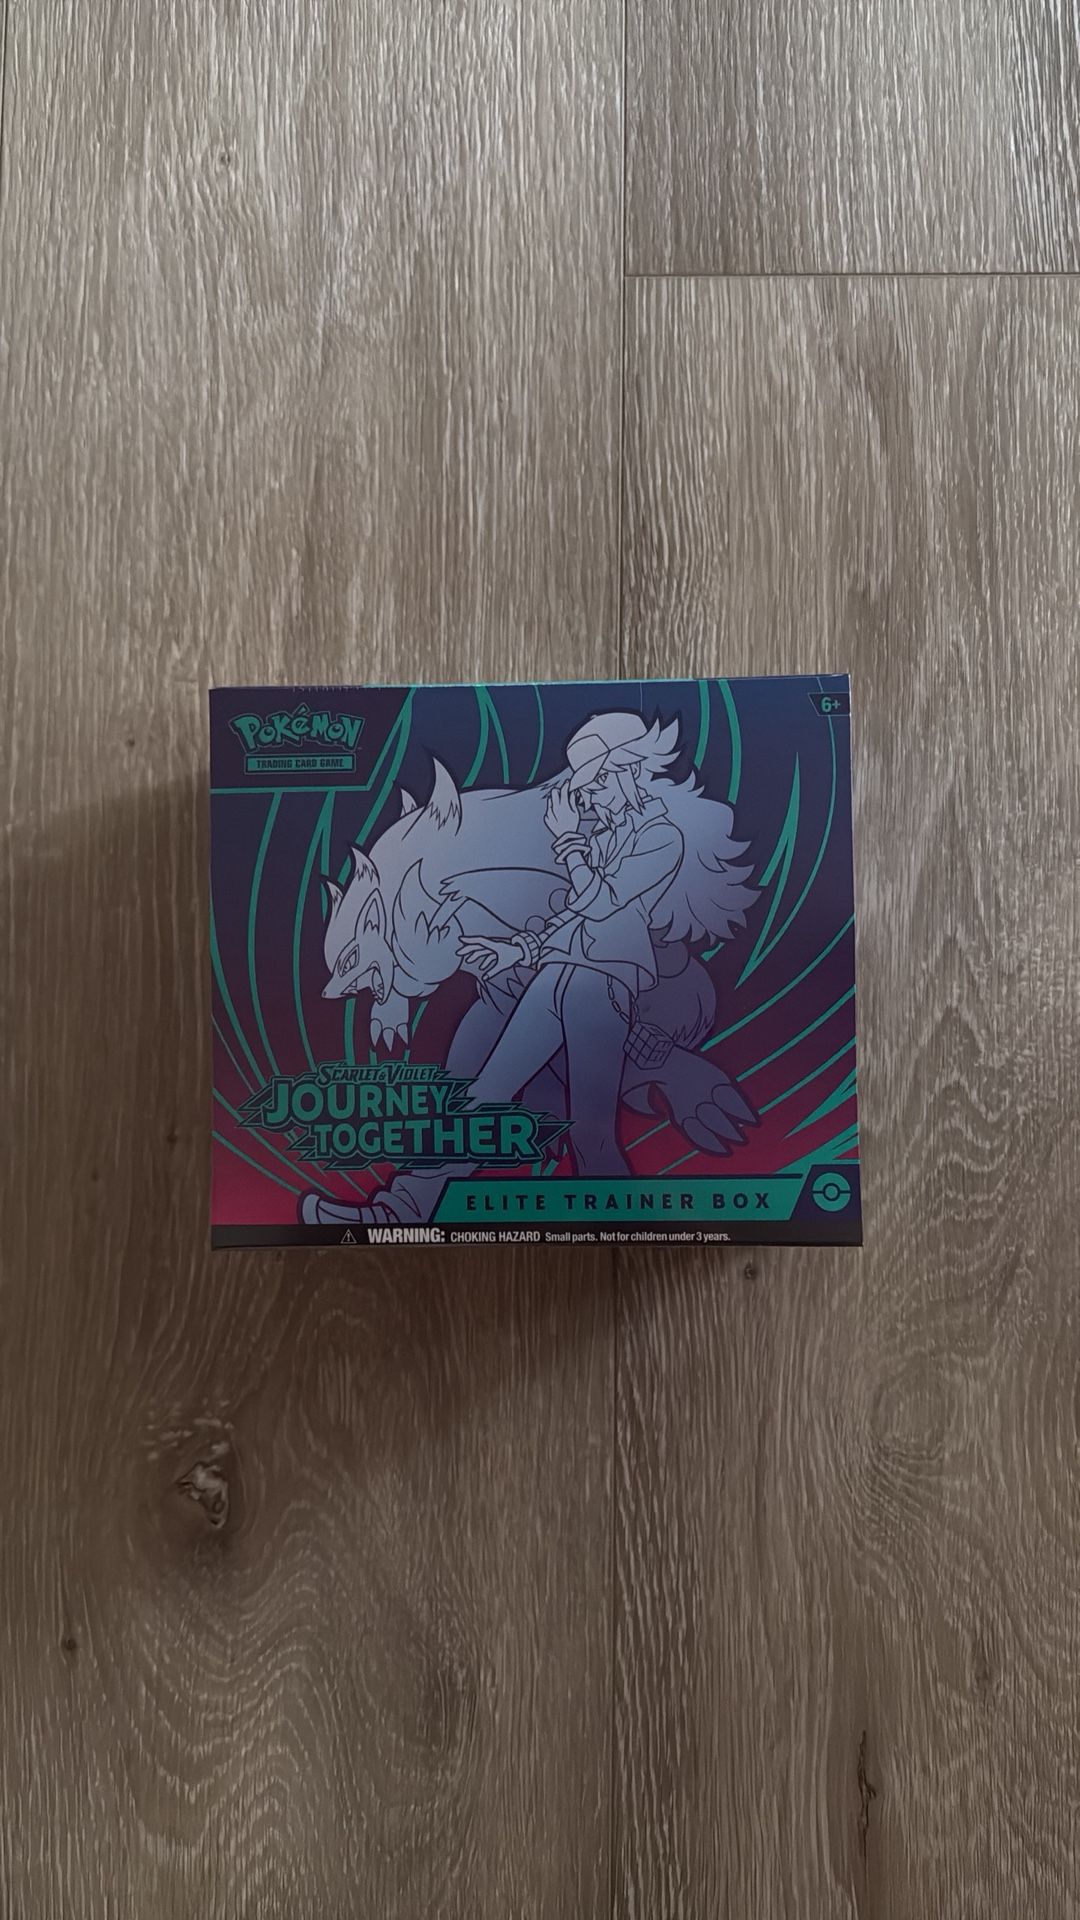 POKéMON
TRADING CARD GAME
6+
SCARLET & VIOLET
JOURNEY
TOGETHER
ELITE TRAINER BOX
WARNING: CHOKING HAZARD Small parts. Not for children under 3 years.